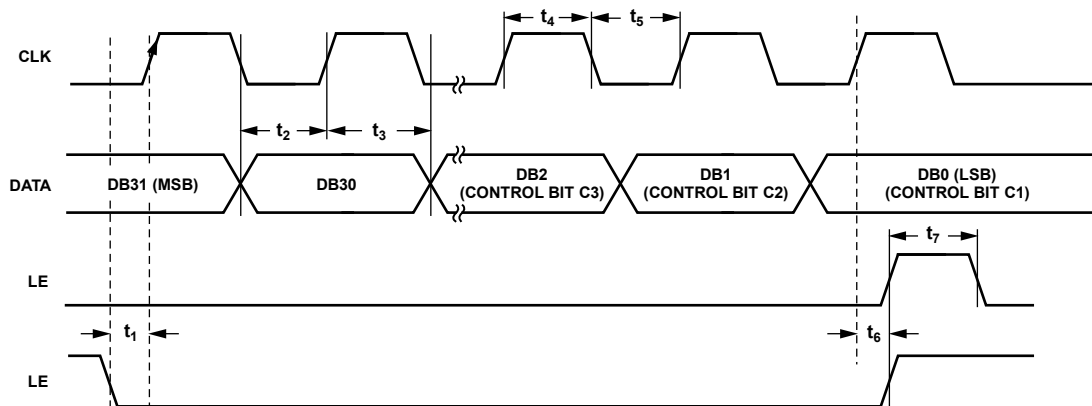 t₄ t₅
CLK
t₂ t₃
DATA DB31 (MSB) DB30 DB2 DB1 DB0 (LSB)
(CONTROL BIT C3) (CONTROL BIT C2) (CONTROL BIT C1)
t₇
LE
t₁ t₆
LE